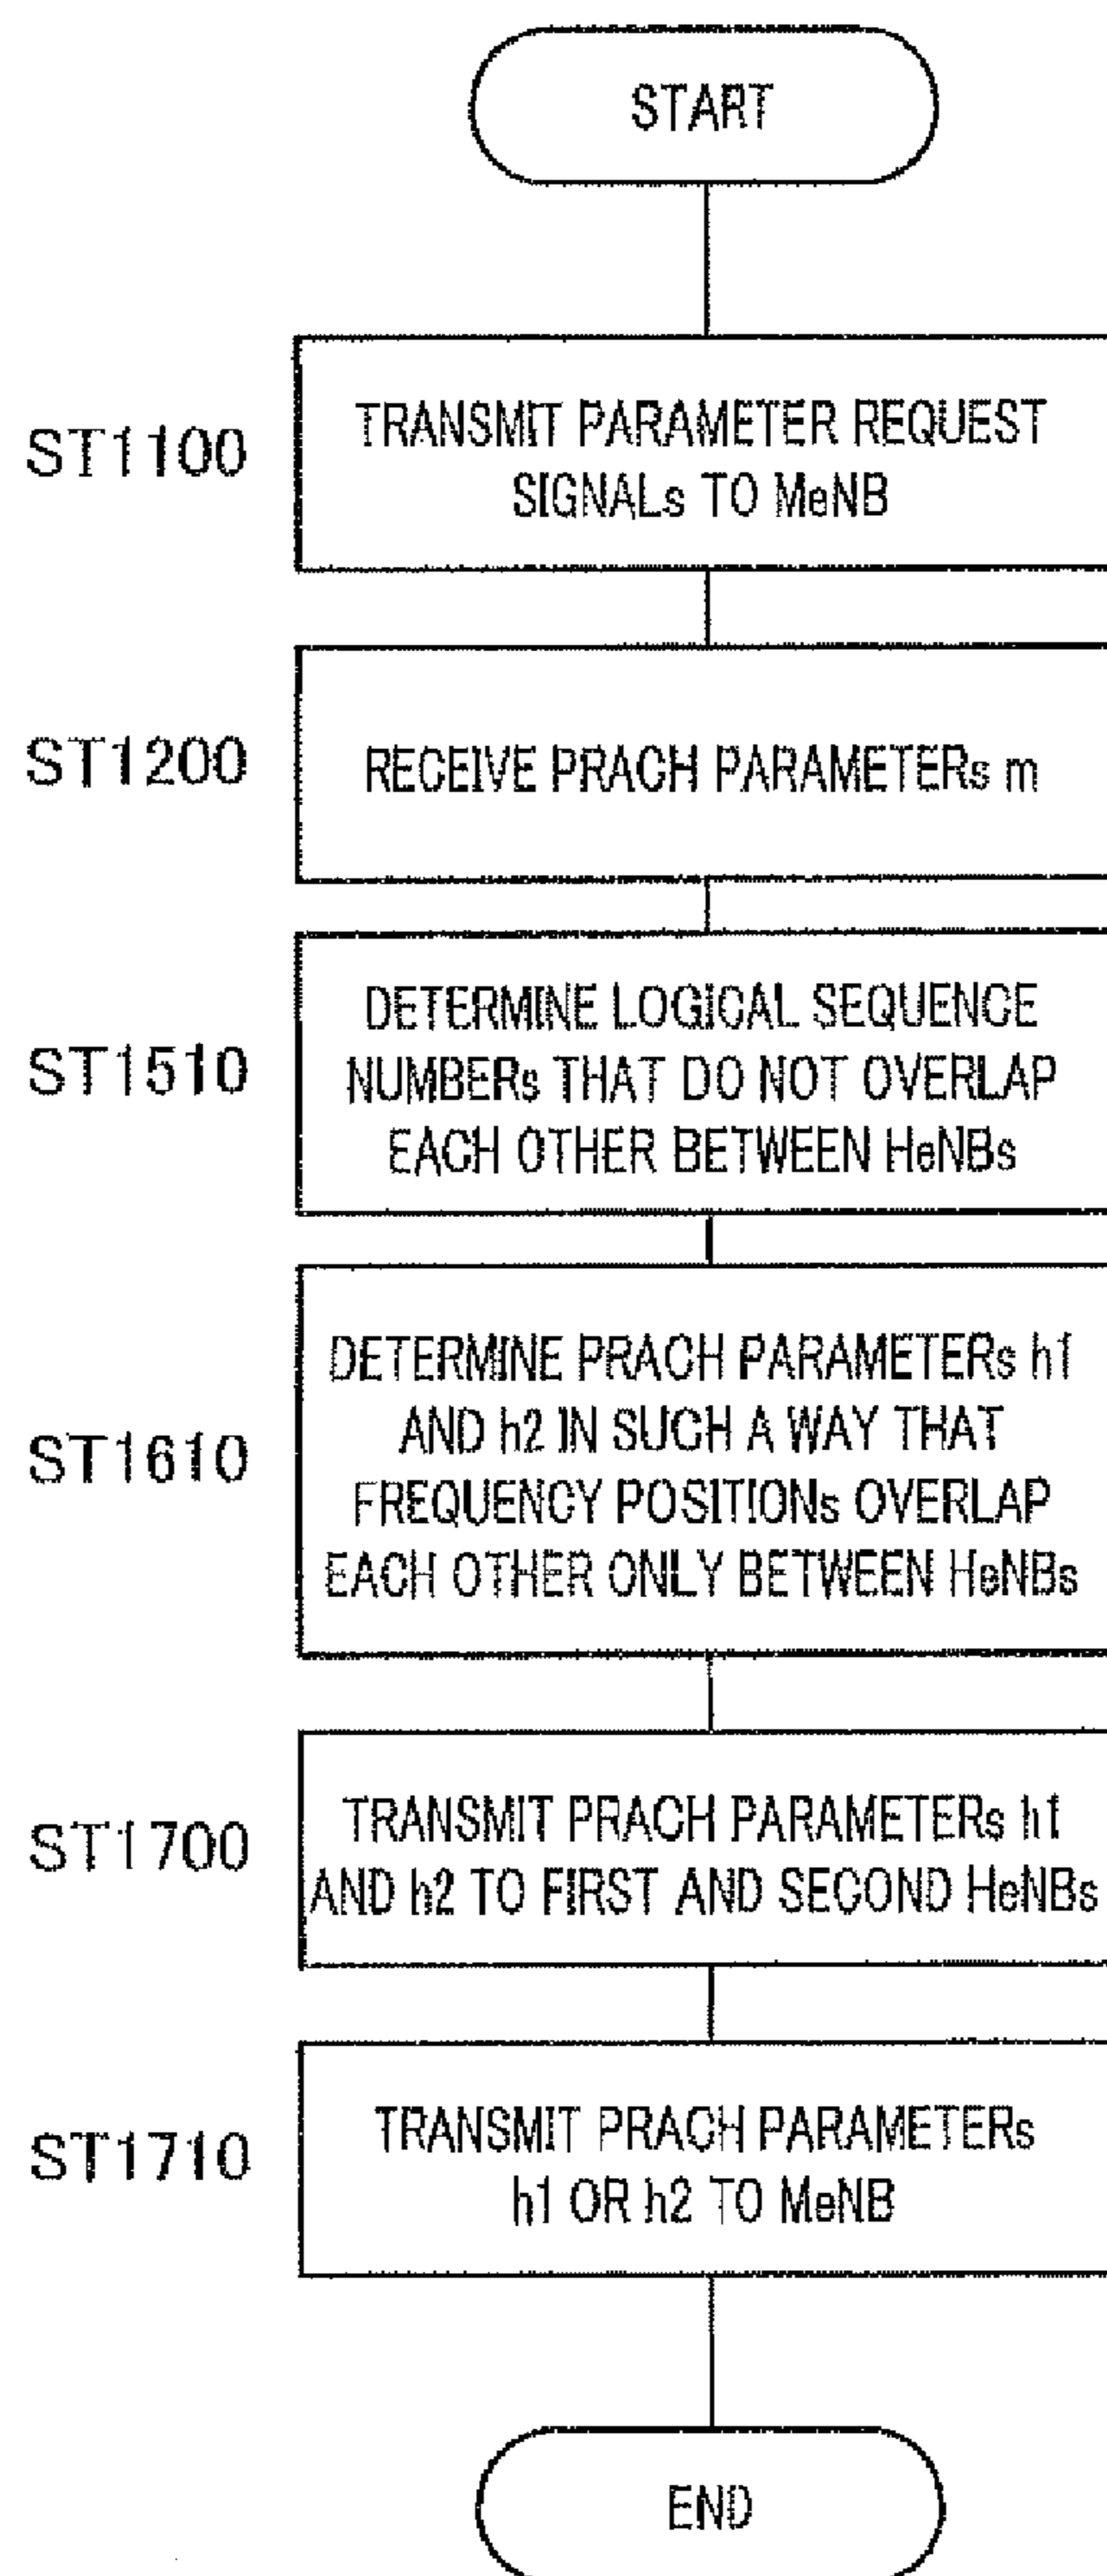 START
ST1100
TRANSMIT PARAMETER REQUEST
SIGNALs TO MeNB
ST1200
RECEIVE PRACH PARAMETERs m
ST1510
DETERMINE LOGICAL SEQUENCE
NUMBERs THAT DO NOT OVERLAP
EACH OTHER BETWEEN HeNBs
ST1610
DETERMINE PRACH PARAMETERs h1
AND h2 IN SUCH A WAY THAT
FREQUENCY POSITIONs OVERLAP
EACH OTHER ONLY BETWEEN HeNBs
ST1700
TRANSMIT PRACH PARAMETERs h1
AND h2 TO FIRST AND SECOND HeNBs
ST1710
TRANSMIT PRACH PARAMETERs
h1 OR h2 TO MeNB
END